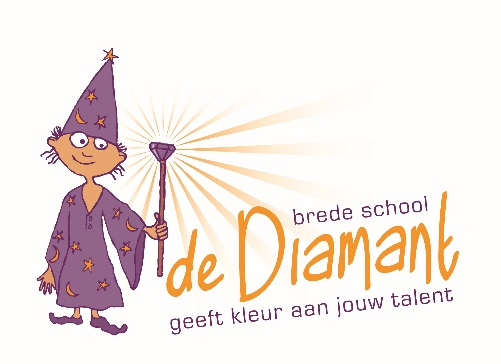 brede school
de Diamant
geeft kleur aan jouw talent